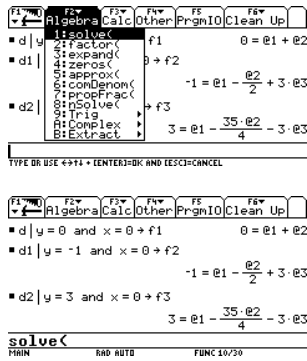 F1 F2 F3 F4 F5 F6
Algebra Calc Other PrgmIO Clean Up
1:solve(
2:factor(
3:expand(
4:zeros(
5:approx(
6:comDenom(
7:propFrac(
8:nSolve(
9:Trig
A:Complex
B:Extract
d|y f1 0 = @1 + @2
d1| 0 → f2
-1 = @1 - @2/2 + 3·@3
d2| → f3
3 = @1 - 35·@2/4 - 3·@3
TYPE OR USE ←→↑↓ + [ENTER]=OK AND [ESC]=CANCEL
F1 F2 F3 F4 F5 F6
Algebra Calc Other PrgmIO Clean Up
d|y = 0 and x = 0 → f1 0 = @1 + @2
d1|y = -1 and x = 0 → f2
-1 = @1 - @2/2 + 3·@3
d2|y = 3 and x = 0 → f3
3 = @1 - 35·@2/4 - 3·@3
solve(
MAIN RAD AUTO FUNC 10/30